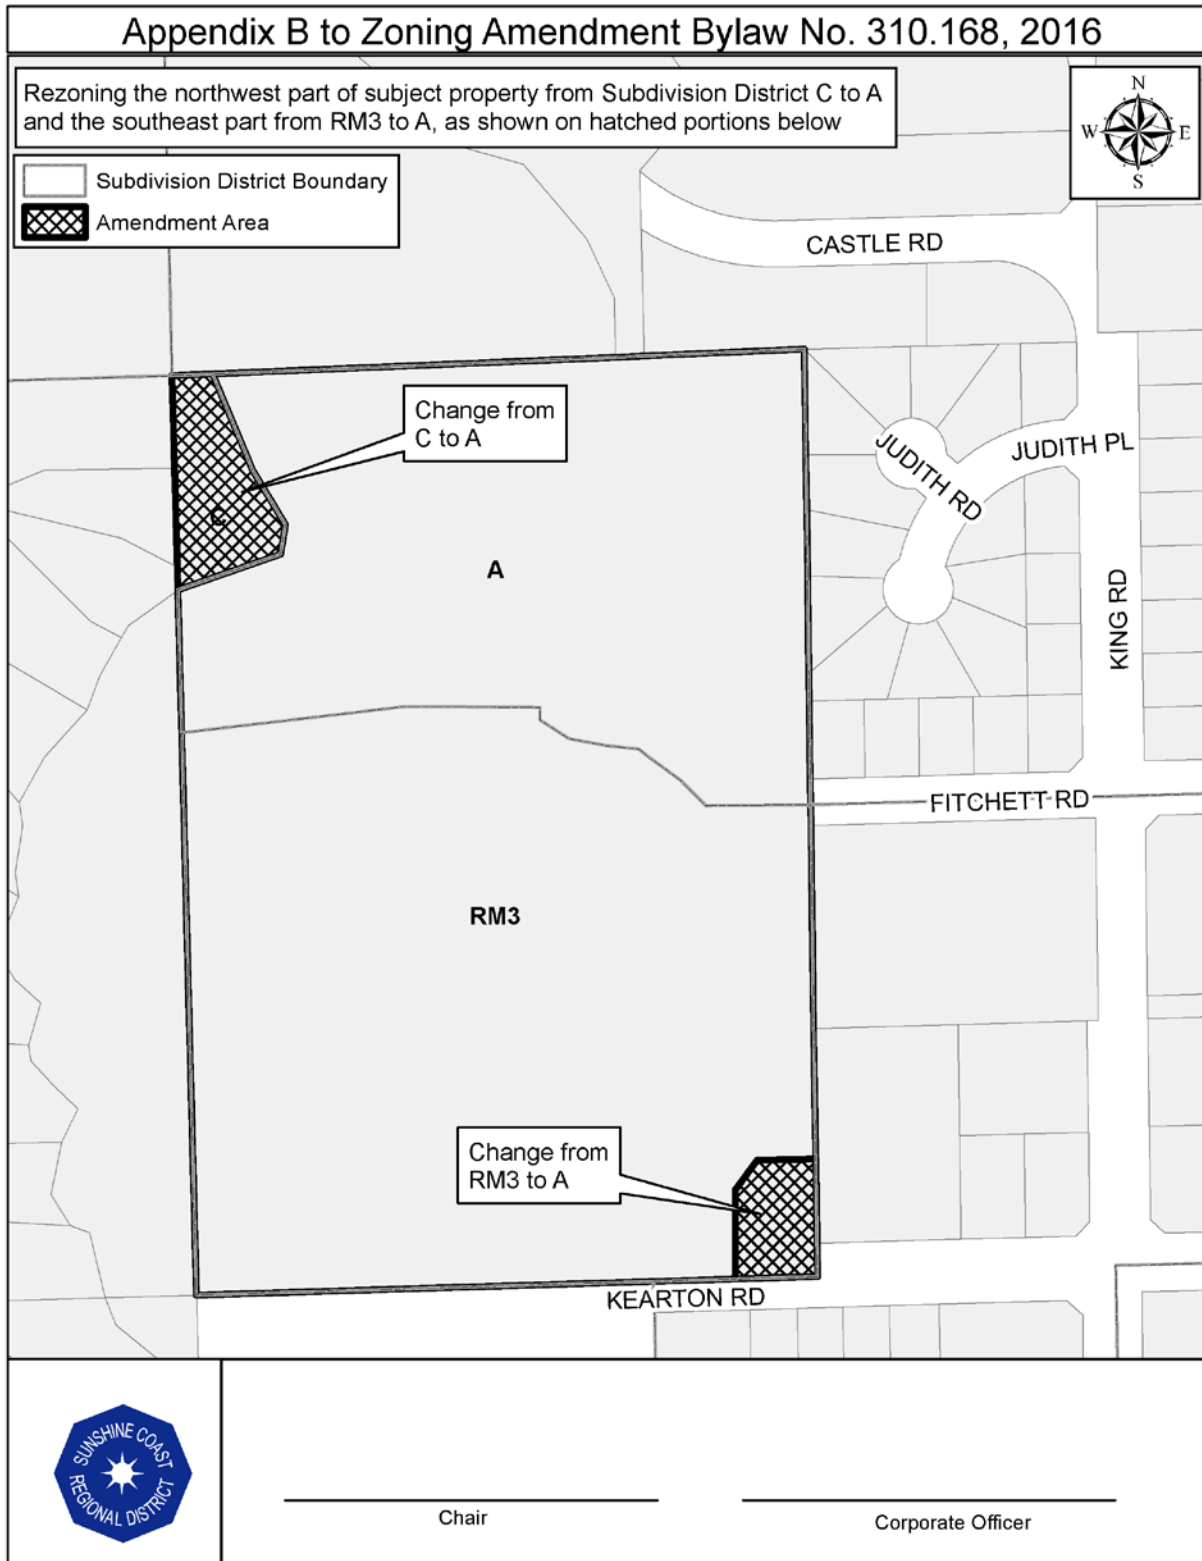 Appendix B to Zoning Amendment Bylaw No. 310.168, 2016
Rezoning the northwest part of subject property from Subdivision District C to A
and the southeast part from RM3 to A, as shown on hatched portions below
N
W
E
S
Subdivision District Boundary
Amendment Area
CASTLE RD
Change from
C to A
JUDITH RD
JUDITH PL
C
A
KING RD
FITCHETT RD
RM3
Change from
RM3 to A
KEARTON RD
SUNSHINE COAST
REGIONAL DISTRICT
Chair
Corporate Officer